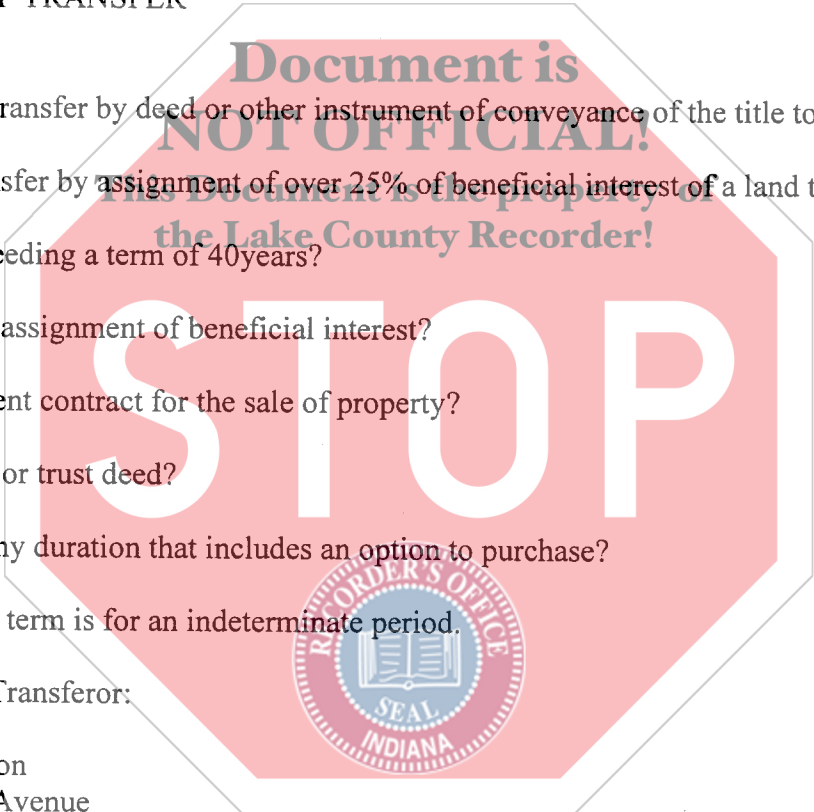 TRANSFER
Document is
ransfer by deed or other instrument of conveyance of the title to
NOT OFFICIAL!
sfer by assignment of over 25% of beneficial interest of a land t
This Document is the property of
the Lake County Recorder!
eeding a term of 40years?
assignment of beneficial interest?
STOP
ent contract for the sale of property?
or trust deed?
ny duration that includes an option to purchase?
RECORDER'S OFFICE
term is for an indeterminate period.
SEAL
INDIANA
Transferor:
on
Avenue